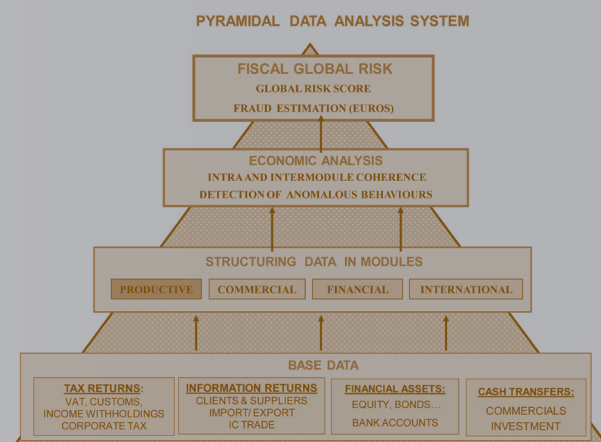 PYRAMIDAL DATA ANALYSIS SYSTEM
FISCAL GLOBAL RISK
GLOBAL RISK SCORE
FRAUD ESTIMATION (EUROS)
ECONOMIC ANALYSIS
INTRA AND INTERMODULE COHERENCE
DETECTION OF ANOMALOUS BEHAVIOURS
STRUCTURING DATA IN MODULES
PRODUCTIVE
COMMERCIAL
FINANCIAL
INTERNATIONAL
BASE DATA
TAX RETURNS:
VAT, CUSTOMS,
INCOME WITHHOLDINGS
CORPORATE TAX
INFORMATION RETURNS
CLIENTS & SUPPLIERS
IMPORT/ EXPORT
IC TRADE
FINANCIAL ASSETS:
EQUITY, BONDS...
BANK ACCOUNTS
CASH TRANSFERS:
COMMERCIALS
INVESTMENT